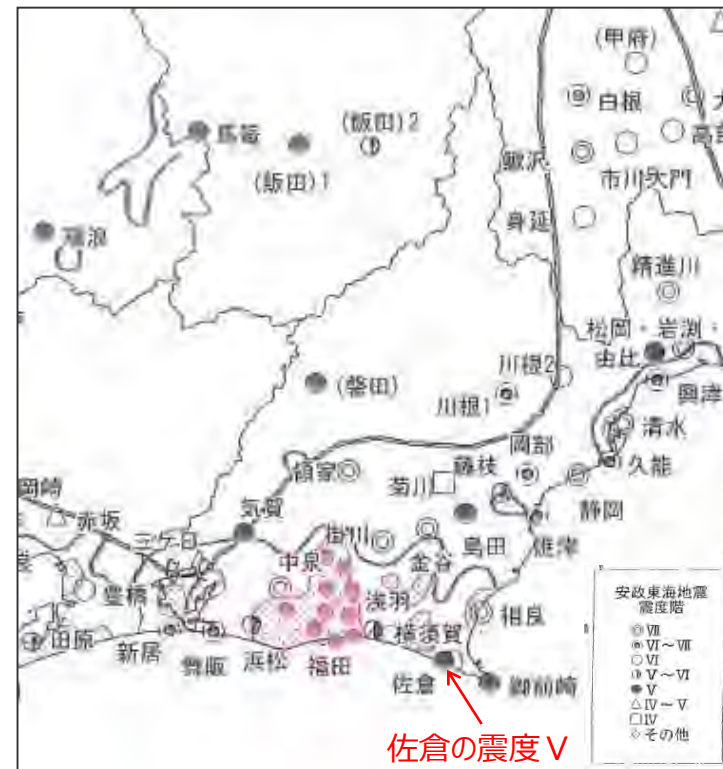 (甲府)
白根
馬篭
(飯田)2
(飯田)1
鰍沢
市川大門
瑞浪
身延
精進川
松岡・岩渕・
由比
川根2
(磐田)
川根1
興津
清水
岡部
久能
領家
藤枝
菊川
岡崎
気賀
静岡
赤坂
掛川
島田
焼津
三ケ日
中泉
金谷
豊橋
浅羽
相良
田原
横須賀
新居
舞阪
浜松
福田
佐倉
御前崎
佐倉の震度Ⅴ
安政東海地震
震度階
◎ Ⅶ
Ⅵ~Ⅶ
○ Ⅵ
Ⅴ~Ⅵ
● Ⅴ
△ Ⅳ~Ⅴ
□ Ⅳ
その他